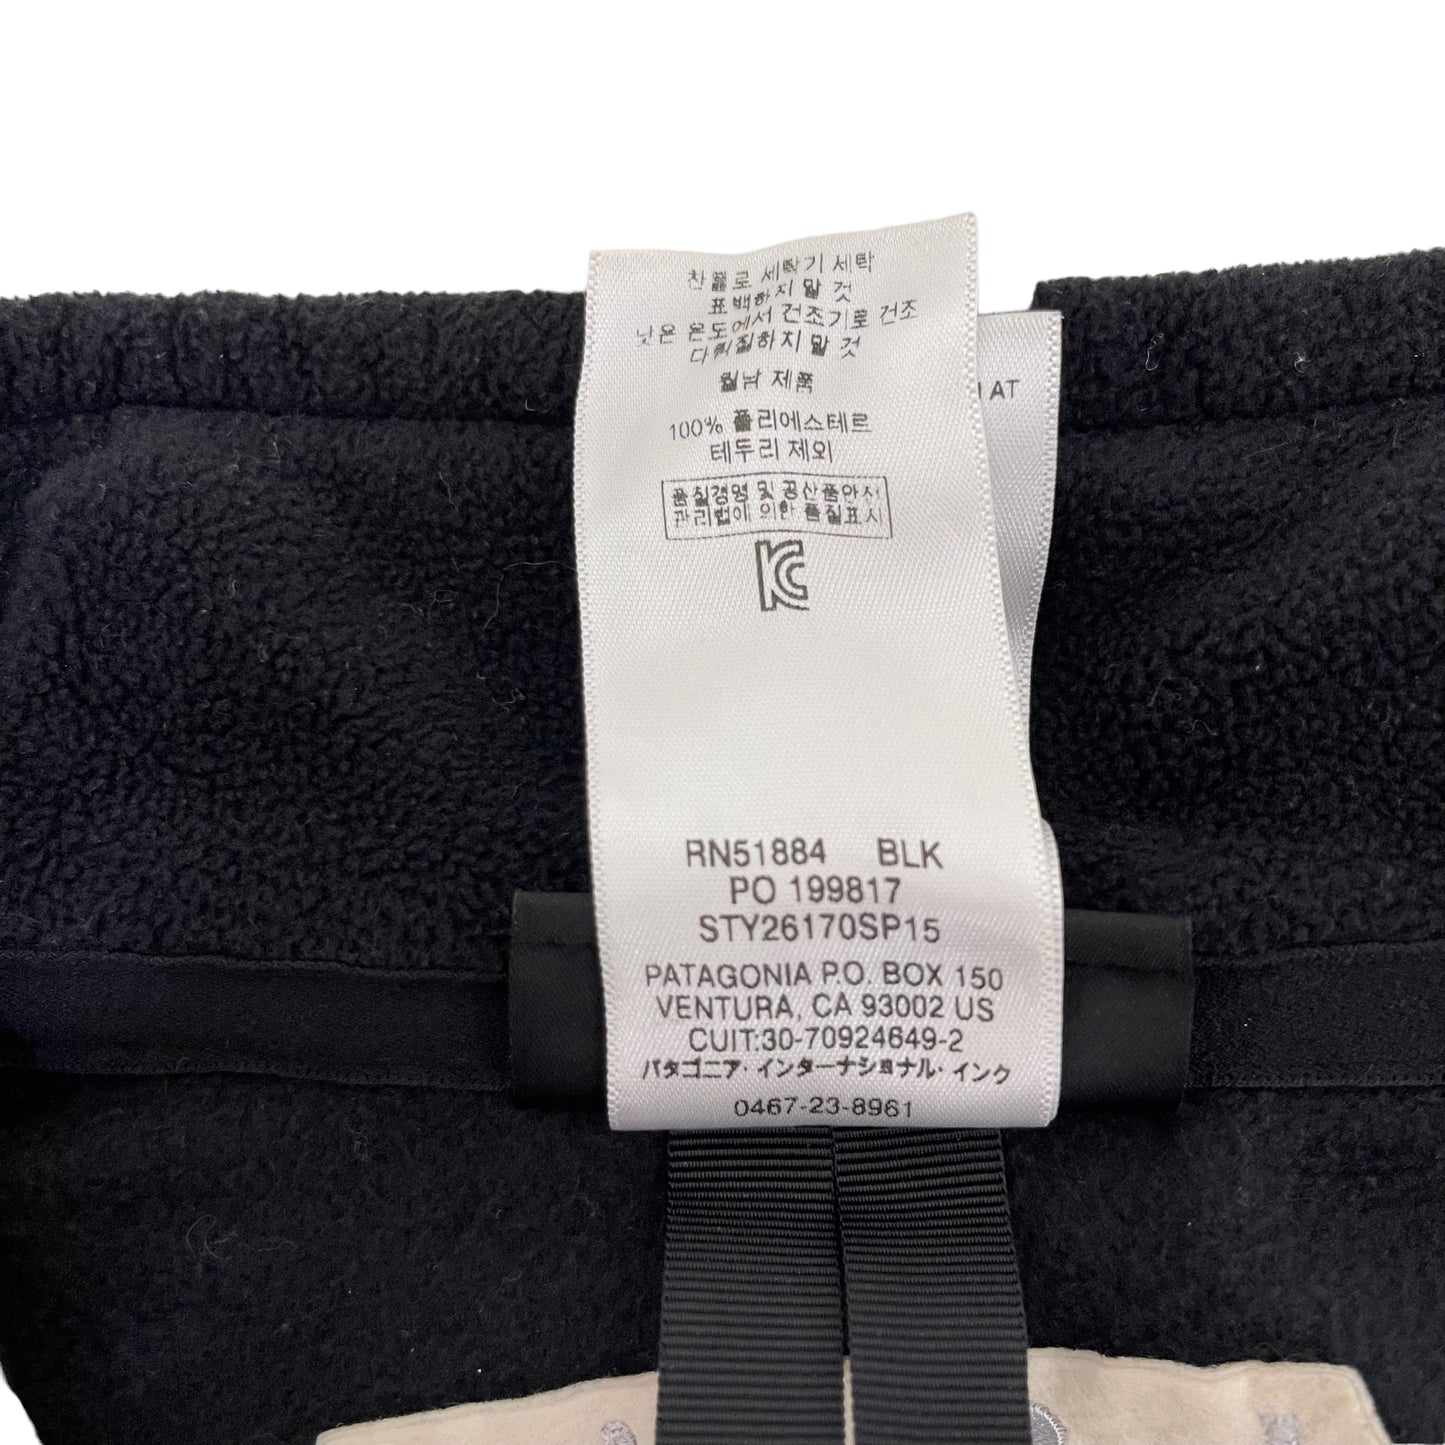 찬물로 세탁기 세탁
표백하지 말 것
낮은 온도에서 건조기로 건조
다림질하지 말 것
월남 제품
100% 폴리에스테르
테두리 제외
품질경영 및 공산품안전
관리법에 의한 품질표시
KC
AT
RN51884 BLK
PO 199817
STY26170SP15
PATAGONIA P.O. BOX 150
VENTURA, CA 93002 US
CUIT:30-70924649-2
パタゴニア・インターナショナル・インク
0467-23-8961